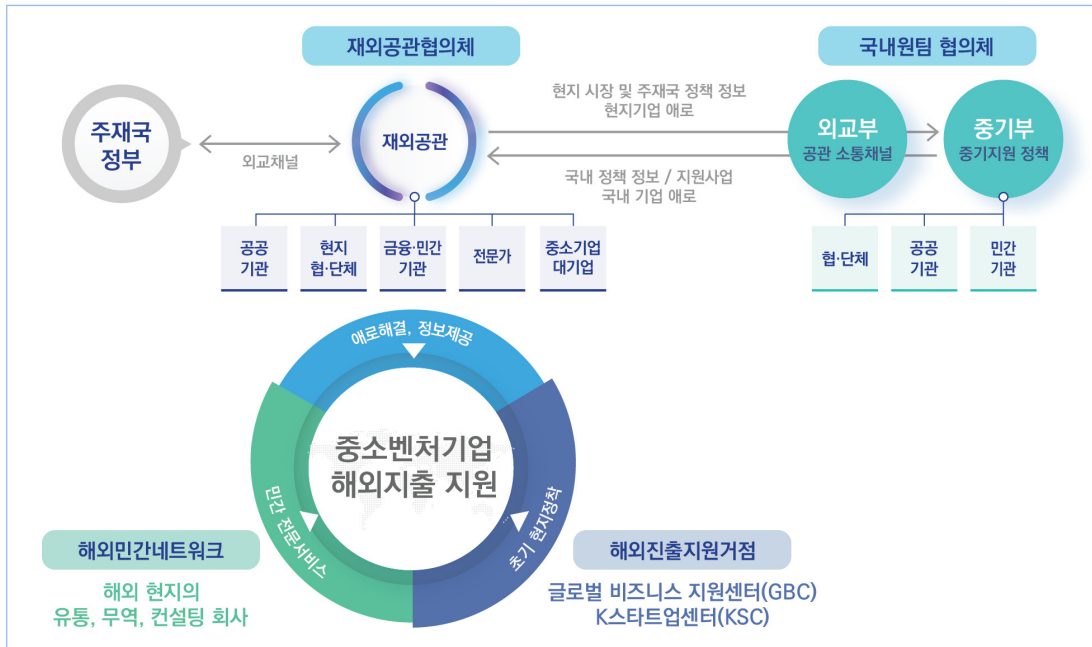 재외공관협의체
국내원팀 협의체
주재국
정부
외교채널
재외공관
현지 시장 및 주재국 정책 정보
현지기업 애로
국내 정책 정보 / 지원사업
국내 기업 애로
외교부
공관 소통채널
중기부
중기지원 정책
공공
기관
현지
협·단체
금융·민간
기관
전문가
중소기업
대기업
협·단체
공공
기관
민간
기관
애로해결, 정보제공
중소벤처기업
해외지출 지원
민간 전문서비스
초기 현지정착
해외민간네트워크
해외 현지의
유통, 무역, 컨설팅 회사
해외진출지원거점
글로벌 비즈니스 지원센터(GBC)
K스타트업센터(KSC)